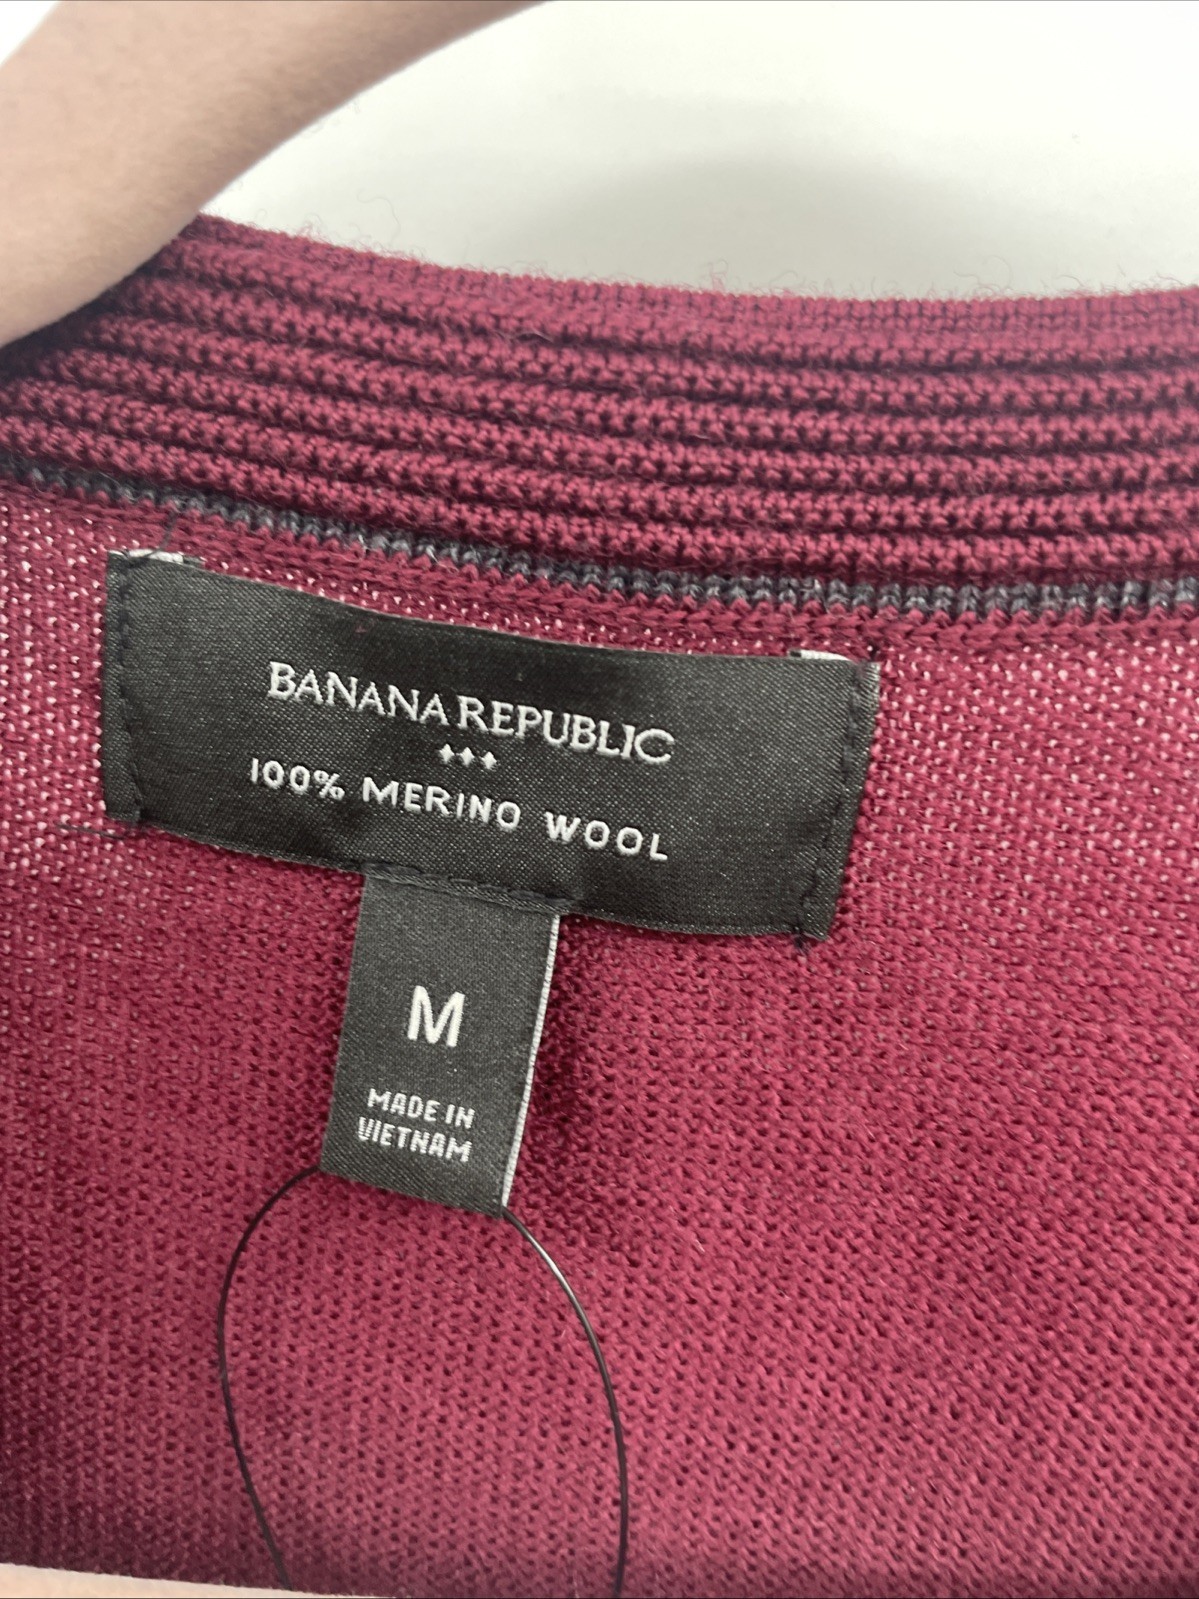 BANANA REPUBLIC
100% MERINO WOOL
M
MADE IN
VIETNAM